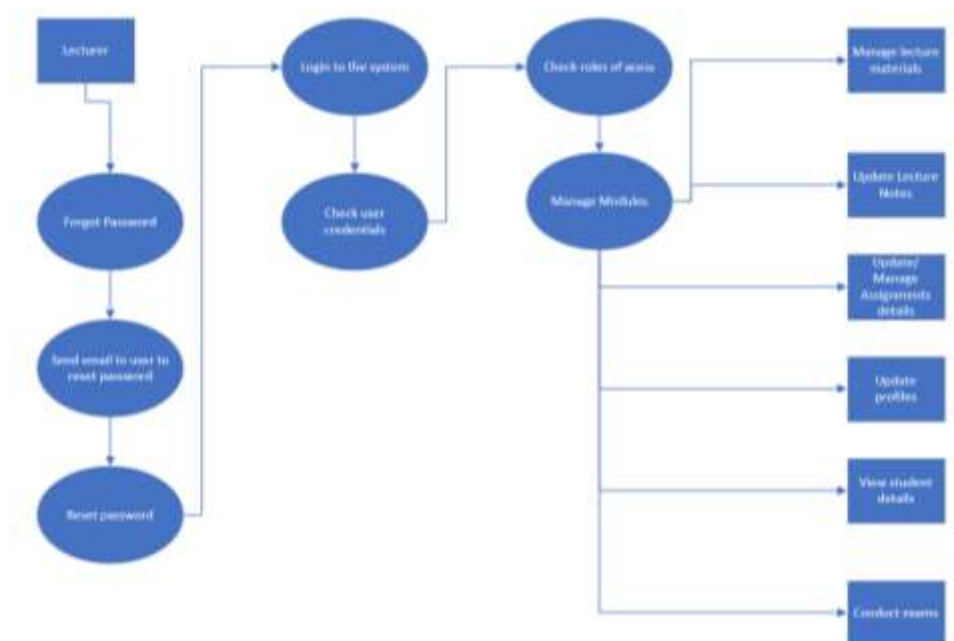 Lecturer
Forgot Password
Send email to user to
reset password
Reset password
Login to the system
Check user
credentials
Check roles of acess
Manage Modules
Manage lecture
materials
Update Lecture
Notes
Update/
Manage
Assignments
details
Update
profiles
View student
details
Conduct exams